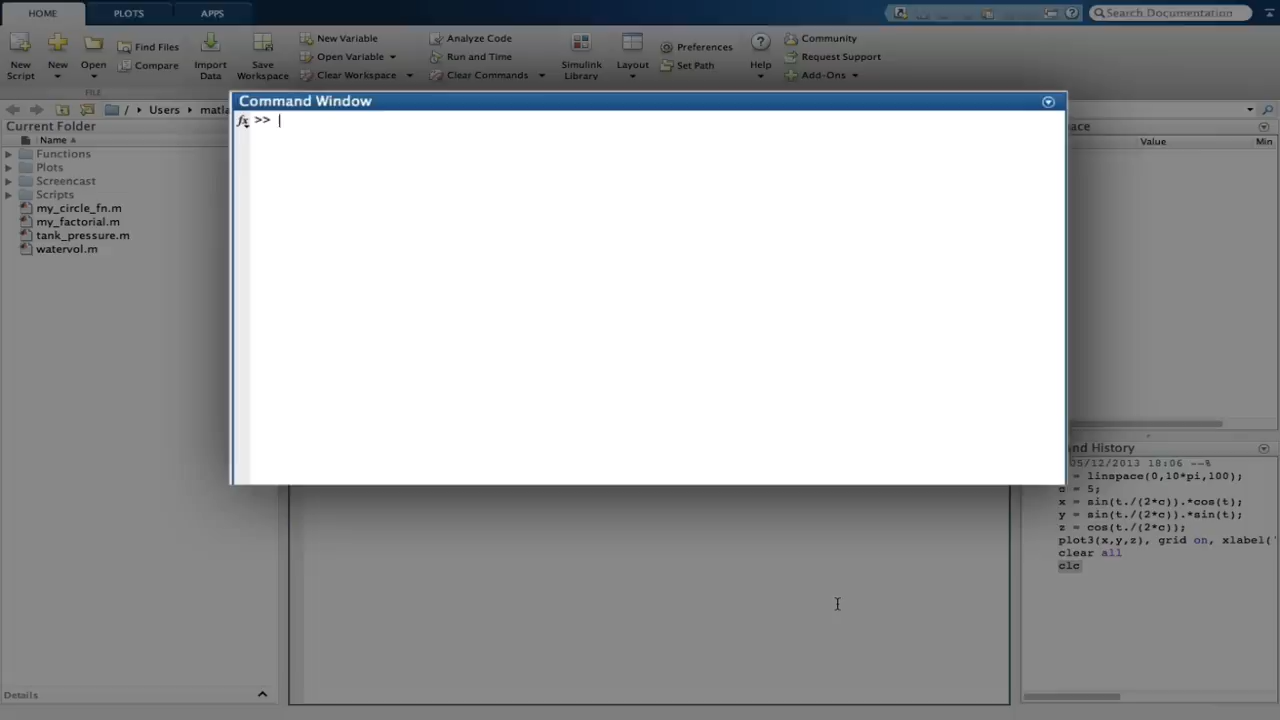 HOME PLOTS APPS Search Documentation
New Script New Open Find Files Compare Import Data Save Workspace New Variable Open Variable Clear Workspace Analyze Code Run and Time Clear Commands Simulink Library Layout Preferences Set Path Help Community Request Support Add-Ons
FILE
/ Users matla
Current Folder
Name
Functions
Plots
Screencast
Scripts
my_circle_fn.m
my_factorial.m
tank_pressure.m
watervol.m
Details
Command Window
fx >>
ace
Value Min
nd History
05/12/2013 18:06 --%
= linspace(0,10*pi,100);
= 5;
x = sin(t./(2*c)).*cos(t);
y = sin(t./(2*c)).*sin(t);
z = cos(t./(2*c));
plot3(x,y,z), grid on, xlabel('
clear all
clc